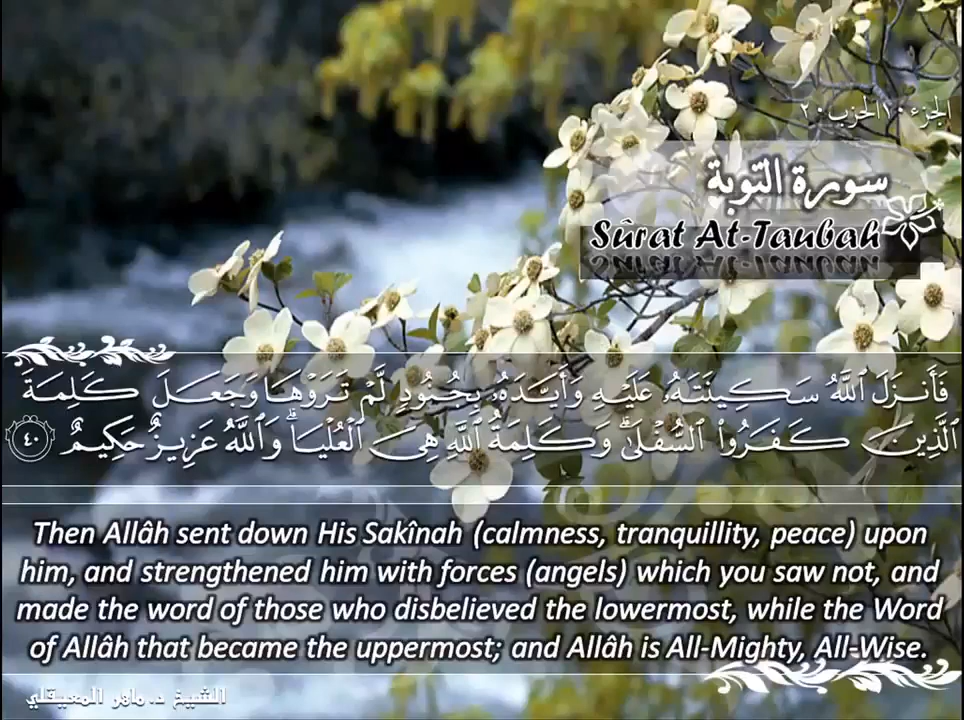 الجزء ١٠ الحزب ٢٠
سورة التوبة
Sûrat At-Taubah
فَأَنزَلَ ٱللَّهُ سَكِينَتَهُۥ عَلَيْهِ وَأَيَّدَهُۥ بِجُنُودٍ لَّمْ تَرَوْهَا وَجَعَلَ كَلِمَةَ
ٱلَّذِينَ كَفَرُوا۟ ٱلسُّفْلَىٰ ۗ وَكَلِمَةُ ٱللَّهِ هِىَ ٱلْعُلْيَا ۗ وَٱللَّهُ عَزِيزٌ حَكِيمٌ ٤٠
Then Allâh sent down His Sakînah (calmness, tranquillity, peace) upon
him, and strengthened him with forces (angels) which you saw not, and
made the word of those who disbelieved the lowermost, while the Word
of Allâh that became the uppermost; and Allâh is All-Mighty, All-Wise.
الشيخ د. ماهر المعيقلي